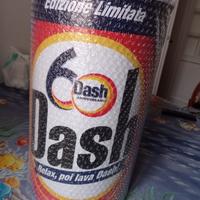 Edizione Limitata
60
Dash
ANNIVERSARIO
Dash
Relax, poi lava Dash!